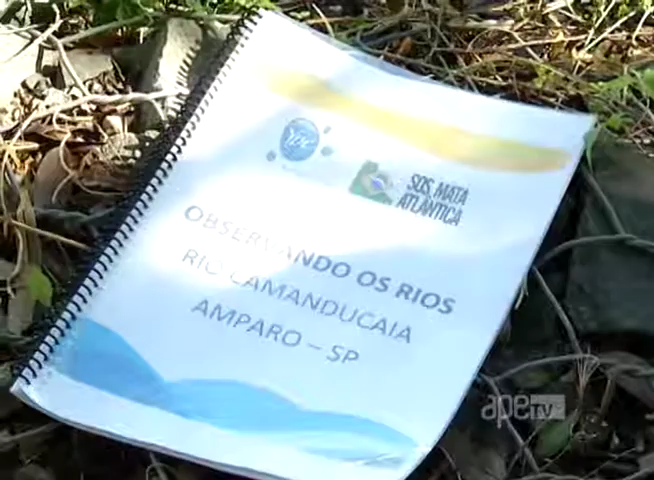 SOS MATA
ATLÂNTICA
OBSERVANDO OS RIOS
RIO CAMANDUCAIA
AMPARO – SP
apeTV